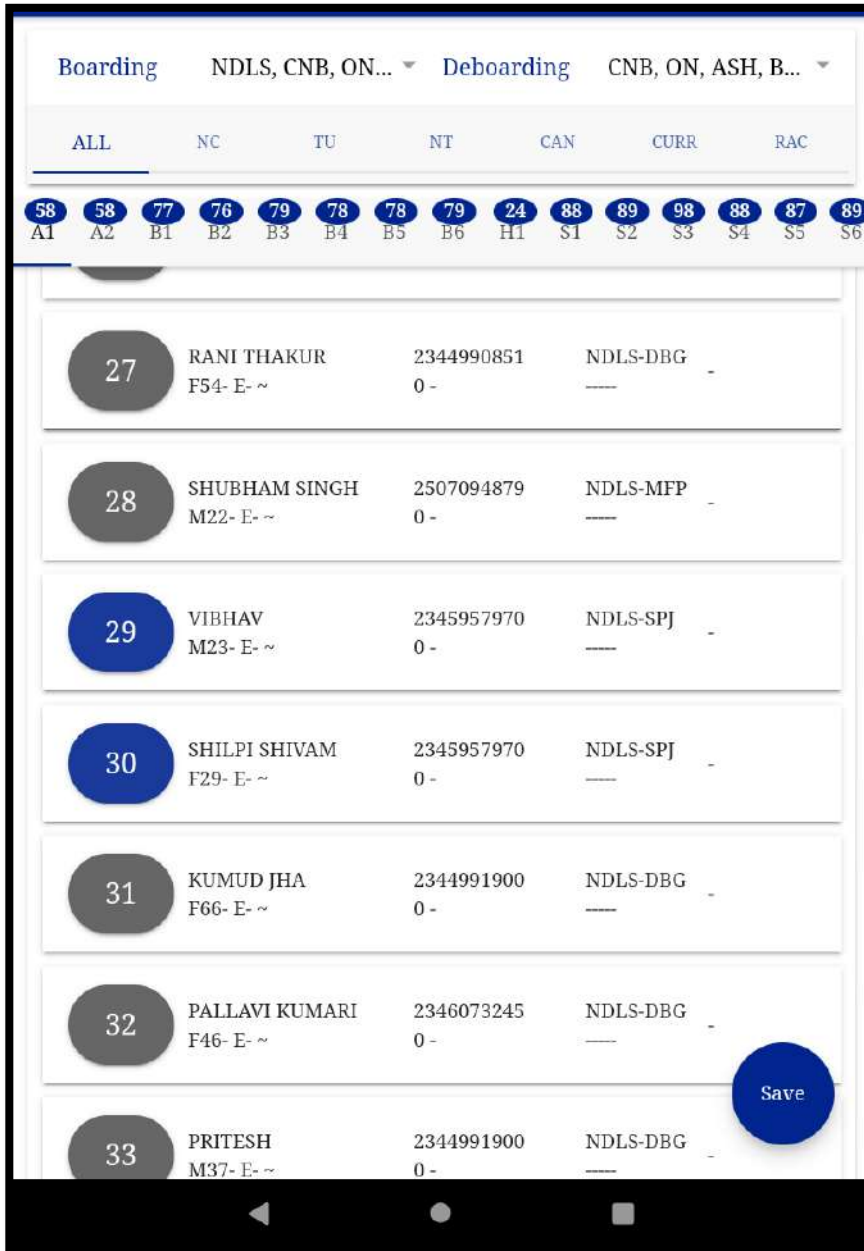 Boarding NDLS, CNB, ON... Deboarding CNB, ON, ASH, B...
ALL NC TU NT CAN CURR RAC
58 58 77 76 79 78 78 79 24 88 89 98 88 87 89
A1 A2 B1 B2 B3 B4 B5 B6 H1 S1 S2 S3 S4 S5 S6
27 RANI THAKUR 2344990851 NDLS-DBG -
F54- E- ~ 0 - -----
28 SHUBHAM SINGH 2507094879 NDLS-MFP -
M22- E- ~ 0 - -----
29 VIBHAV 2345957970 NDLS-SPJ -
M23- E- ~ 0 - -----
30 SHILPI SHIVAM 2345957970 NDLS-SPJ -
F29- E- ~ 0 - -----
31 KUMUD JHA 2344991900 NDLS-DBG -
F66- E- ~ 0 - -----
32 PALLAVI KUMARI 2346073245 NDLS-DBG -
F46- E- ~ 0 - -----
Save
33 PRITESH 2344991900 NDLS-DBG -
M37- E- ~ 0 - -----